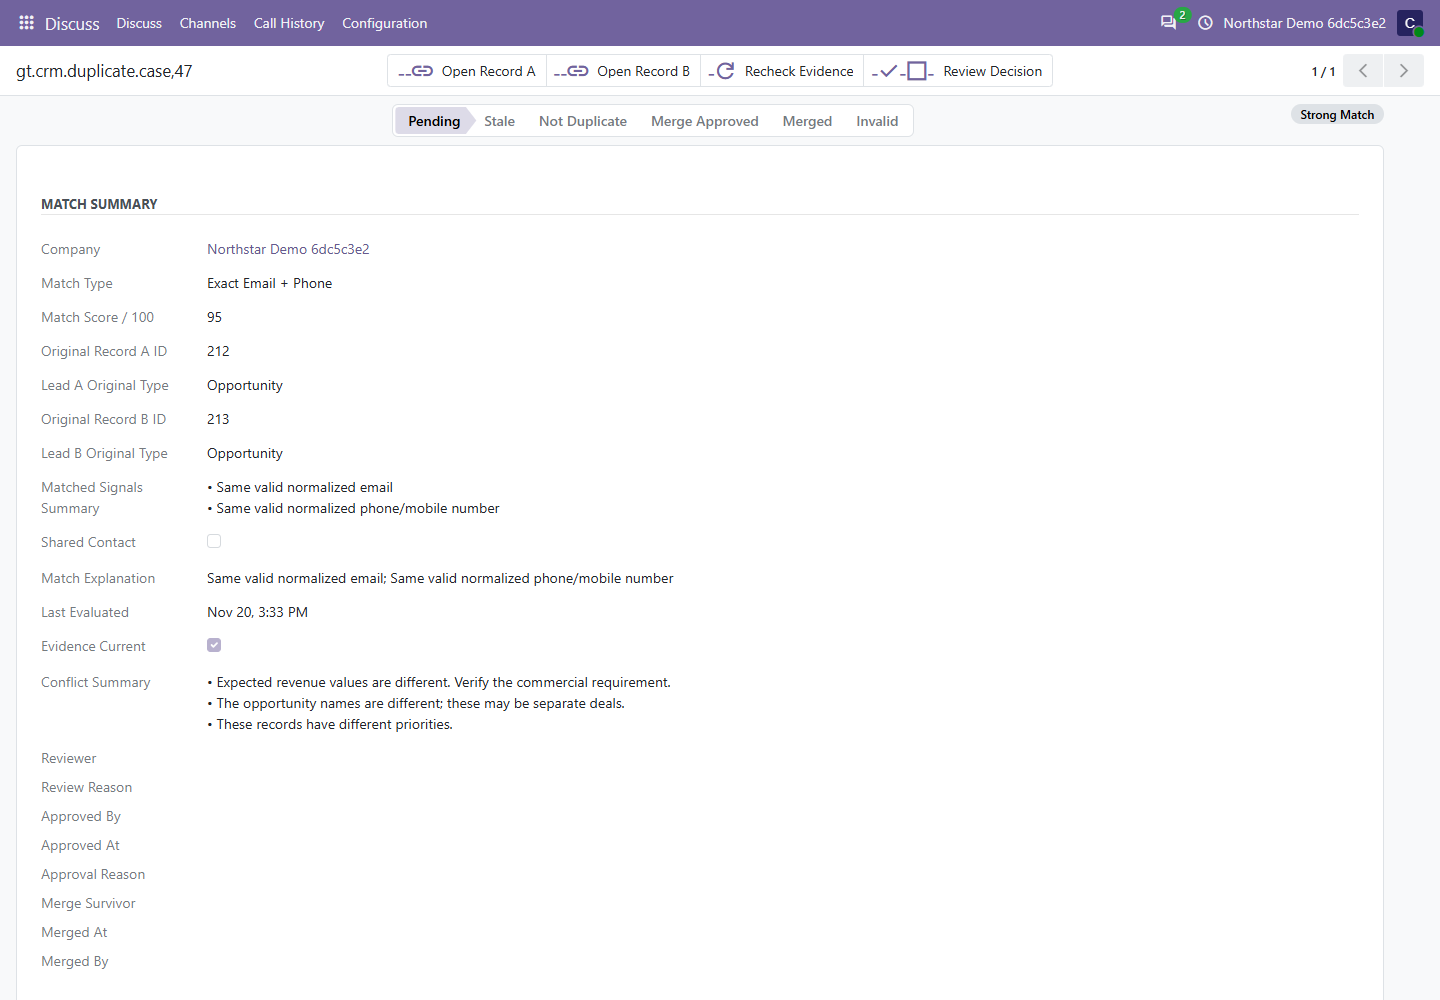 Discuss Discuss Channels Call History Configuration 2 Northstar Demo 6dc5c3e2 C
gt.crm.duplicate.case,47 Open Record A Open Record B Recheck Evidence Review Decision 1 / 1
Pending Stale Not Duplicate Merge Approved Merged Invalid Strong Match
MATCH SUMMARY
Company Northstar Demo 6dc5c3e2
Match Type Exact Email + Phone
Match Score / 100 95
Original Record A ID 212
Lead A Original Type Opportunity
Original Record B ID 213
Lead B Original Type Opportunity
Matched Signals • Same valid normalized email
Summary • Same valid normalized phone/mobile number
Shared Contact
Match Explanation Same valid normalized email; Same valid normalized phone/mobile number
Last Evaluated Nov 20, 3:33 PM
Evidence Current
Conflict Summary • Expected revenue values are different. Verify the commercial requirement.
• The opportunity names are different; these may be separate deals.
• These records have different priorities.
Reviewer
Review Reason
Approved By
Approved At
Approval Reason
Merge Survivor
Merged At
Merged By